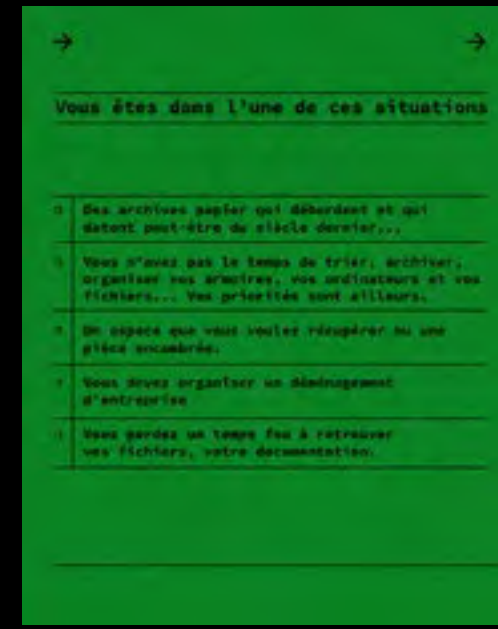 → →
Vous êtes dans l'une de ces situations
Des archives papier qui débordent et qui
datent peut-être du siècle dernier...
Vous n'avez pas le temps de trier, archiver,
organiser vos armoires, vos ordinateurs et vos
fichiers... Vos priorités sont ailleurs.
Un espace que vous voulez récupérer ou une
pièce encombrée.
Vous devez organiser un déménagement
d'entreprise
Vous perdez un temps fou à retrouver
vos fichiers, votre documentation.